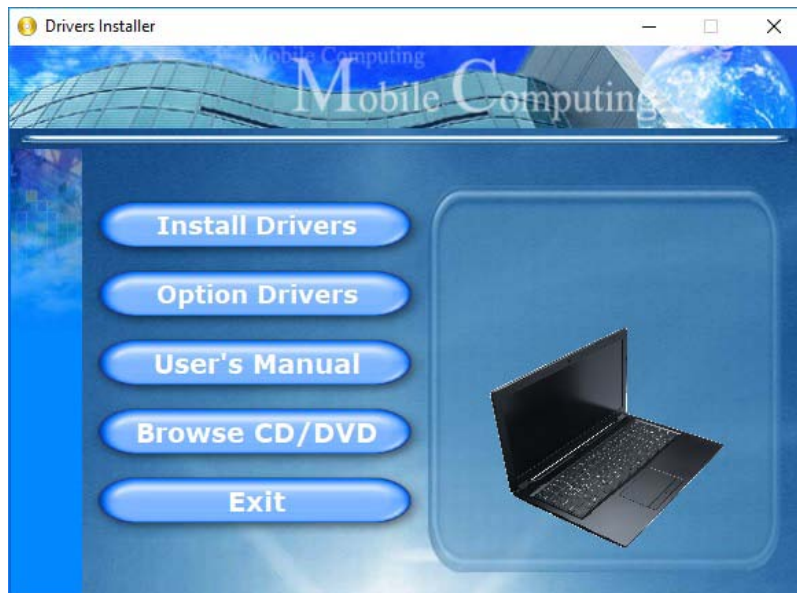 Drivers Installer
Mobile Computing
Mobile Computing
Install Drivers
Option Drivers
User's Manual
Browse CD/DVD
Exit